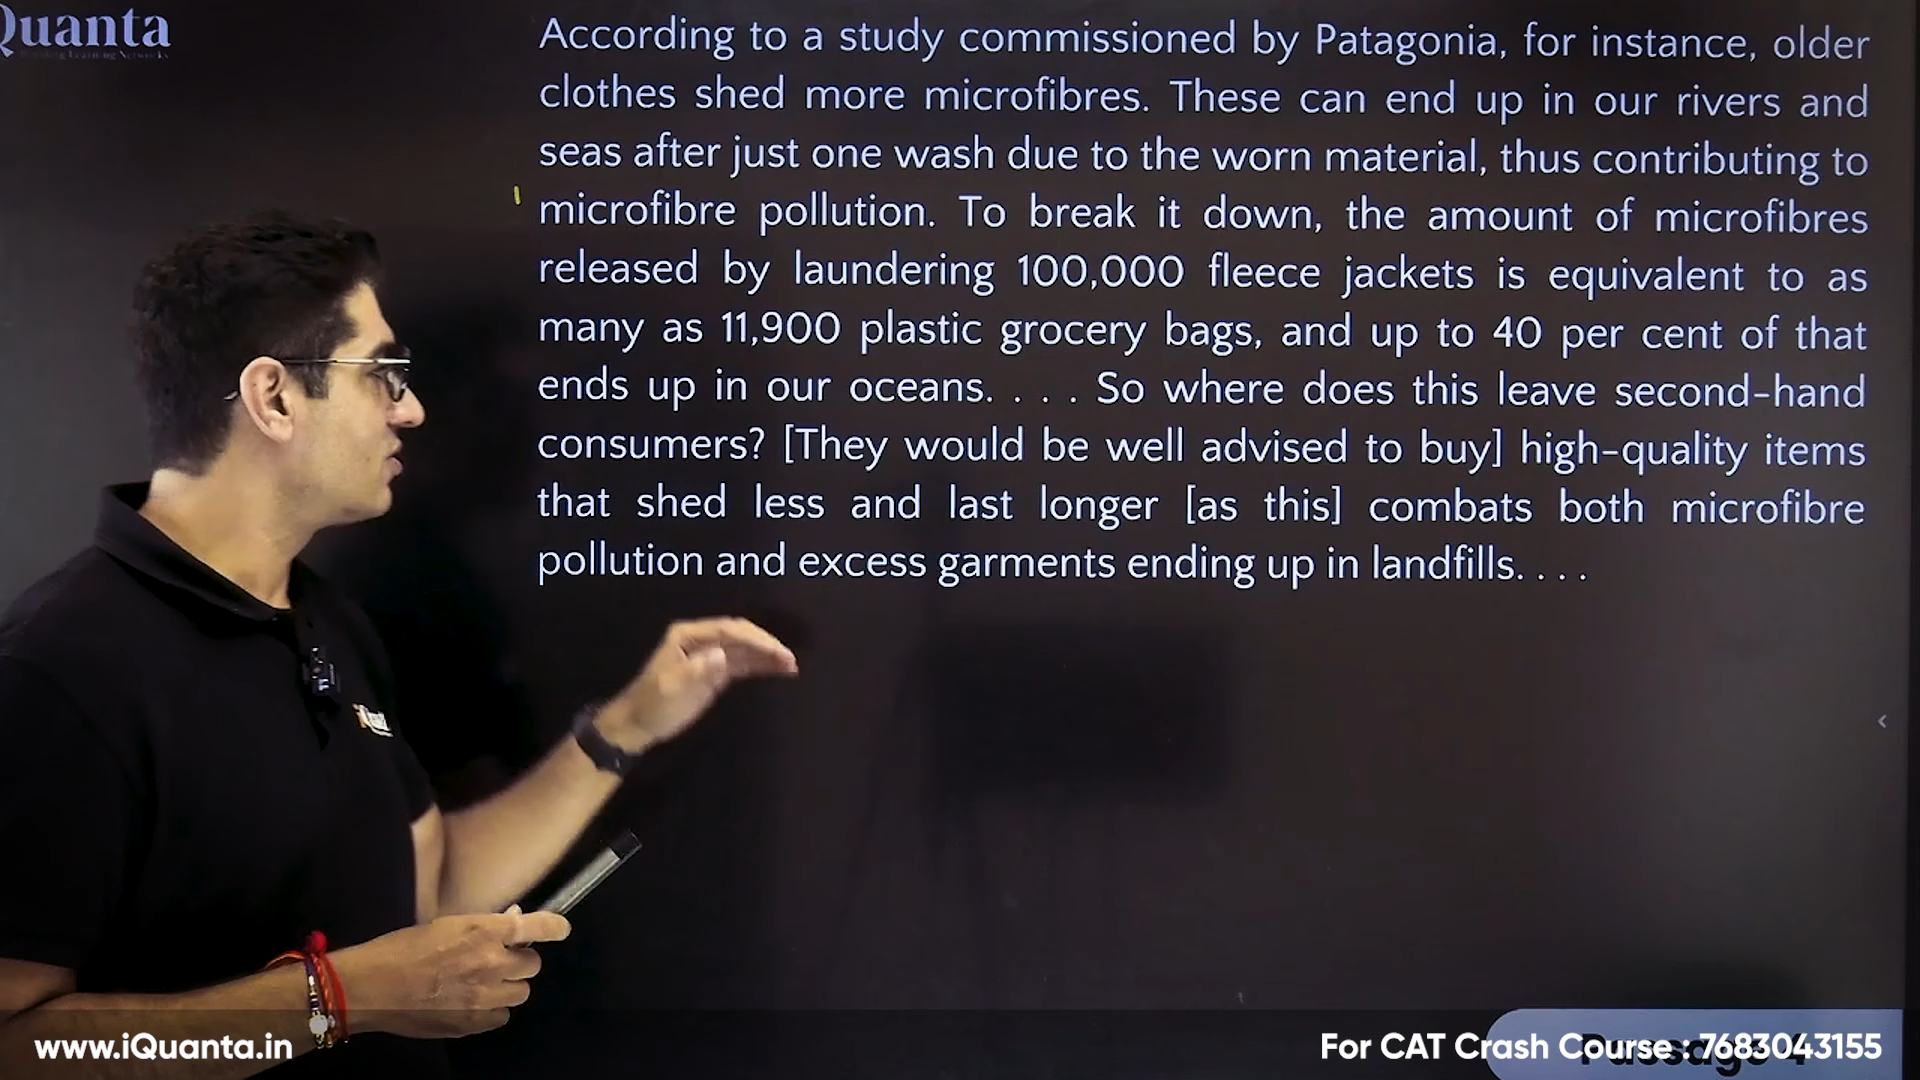 Quanta
According to a study commissioned by Patagonia, for instance, older
clothes shed more microfibres. These can end up in our rivers and
seas after just one wash due to the worn material, thus contributing to
microfibre pollution. To break it down, the amount of microfibres
released by laundering 100,000 fleece jackets is equivalent to as
many as 11,900 plastic grocery bags, and up to 40 per cent of that
ends up in our oceans. . . . So where does this leave second-hand
consumers? [They would be well advised to buy] high-quality items
that shed less and last longer [as this] combats both microfibre
pollution and excess garments ending up in landfills. . . .
www.iQuanta.in
For CAT Crash Course : 7683043155
Passage 4